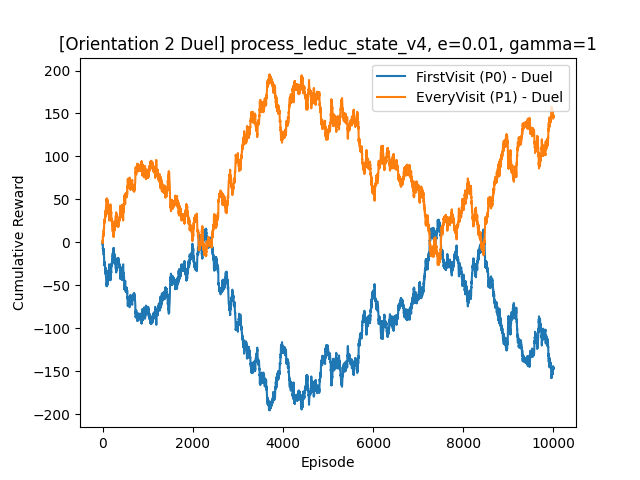 [Orientation 2 Duel] process_leduc_state_v4, e=0.01, gamma=1
FirstVisit (P0) - Duel
EveryVisit (P1) - Duel
200
150
100
50
0
−50
−100
−150
−200
Cumulative Reward
0 2000 4000 6000 8000 10000
Episode